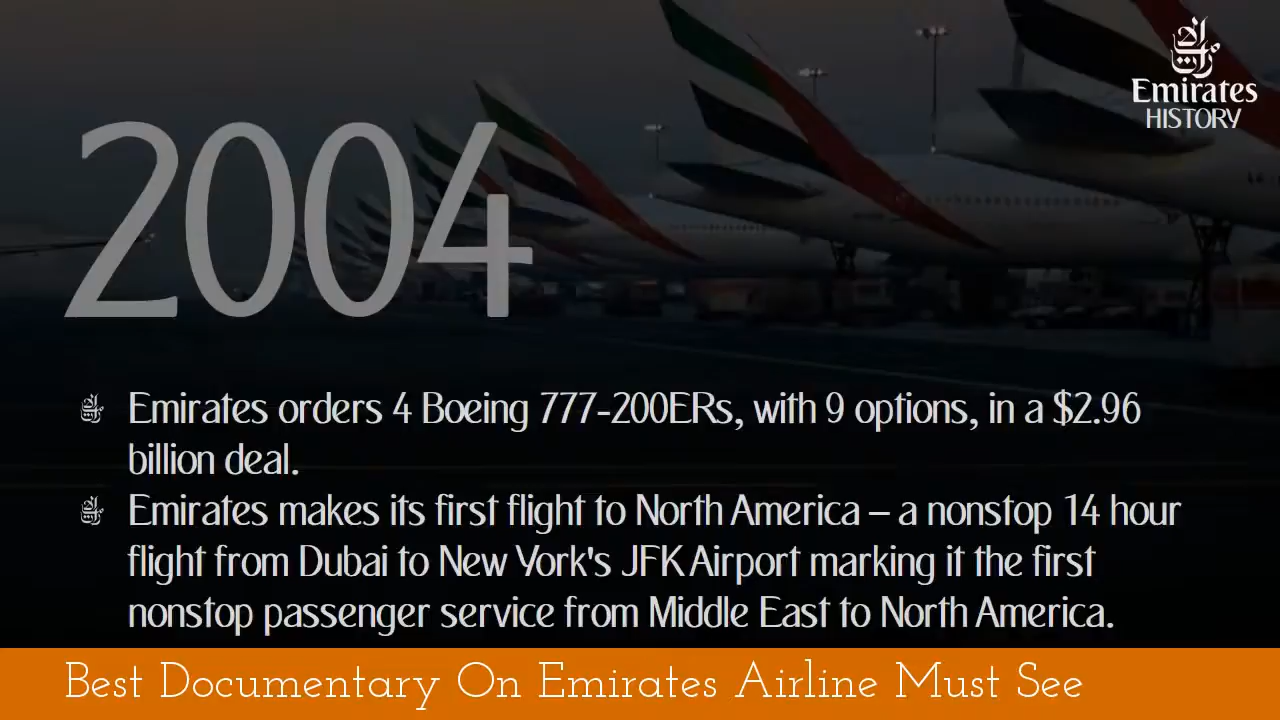 Emirates
HISTORY
2004
Emirates orders 4 Boeing 777-200ERs, with 9 options, in a $2.96
billion deal.
Emirates makes its first flight to North America – a nonstop 14 hour
flight from Dubai to New York's JFK Airport marking it the first
nonstop passenger service from Middle East to North America.
Best Documentary On Emirates Airline Must See